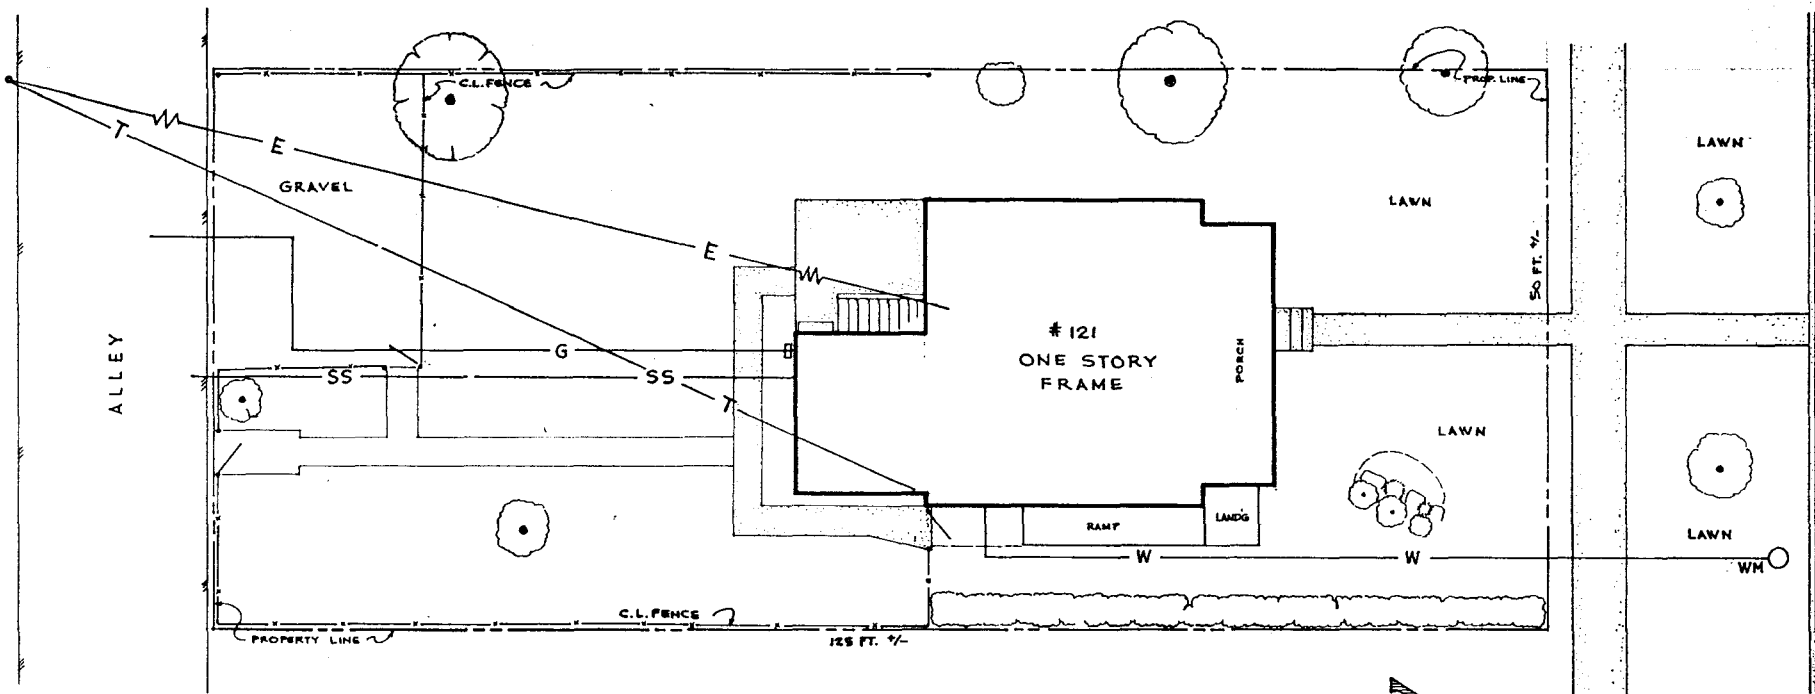 C.L. FENCE
PROP. LINE
T
E
GRAVEL
LAWN
LAWN
E
50 FT. +/-
ALLEY
G
# 121
ONE STORY
FRAME
PORCH
SS
SS
T
LAWN
RAMP
LAND'G
LAWN
W
W
WM
C.L. FENCE
PROPERTY LINE
125 FT. +/-